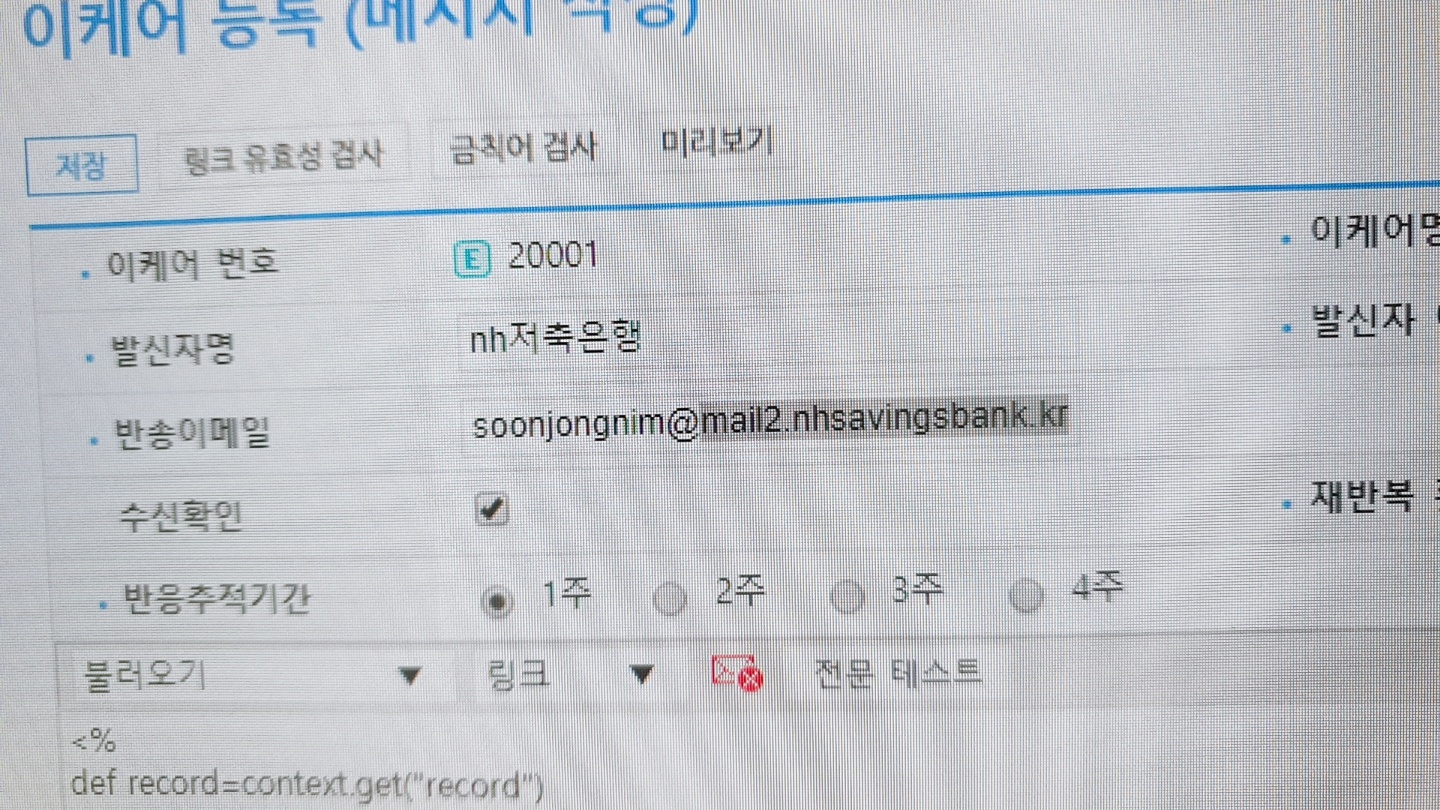 이케어 등록 (메시지 작성)
저장 링크 유효성 검사 금칙어 검사 미리보기
이케어 번호 E 20001 이케어명
발신자명 nh저축은행 발신자
반송이메일 soonjongnim@mail2.nhsavingsbank.kr
수신확인 재반복
반응추적기간 1주 2주 3주 4주
불러오기 링크 전문 테스트
<%
def record=context.get("record")